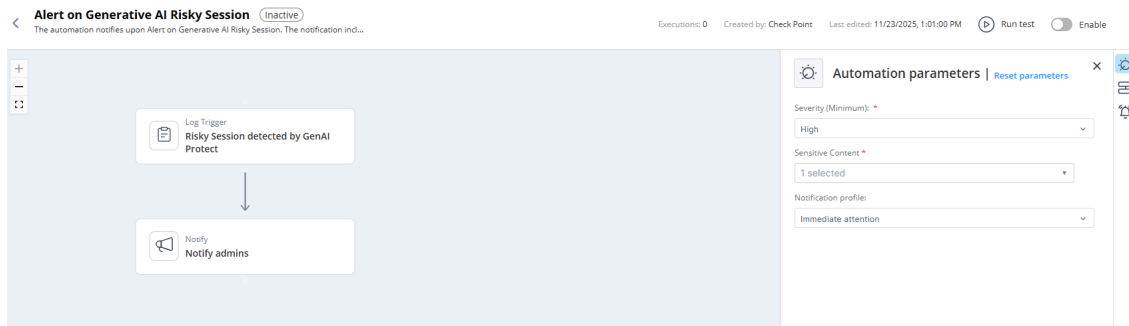 Alert on Generative AI Risky Session Inactive
The automation notifies upon Alert on Generative AI Risky Session. The notification incl...
Executions: 0 Created by: Check Point Last edited: 11/23/2025, 1:01:00 PM Run test Enable
Automation parameters | Reset parameters
Log Trigger
Risky Session detected by GenAI
Protect
Notify
Notify admins
Severity (Minimum): *
High
Sensitive Content *
1 selected
Notification profile:
Immediate attention